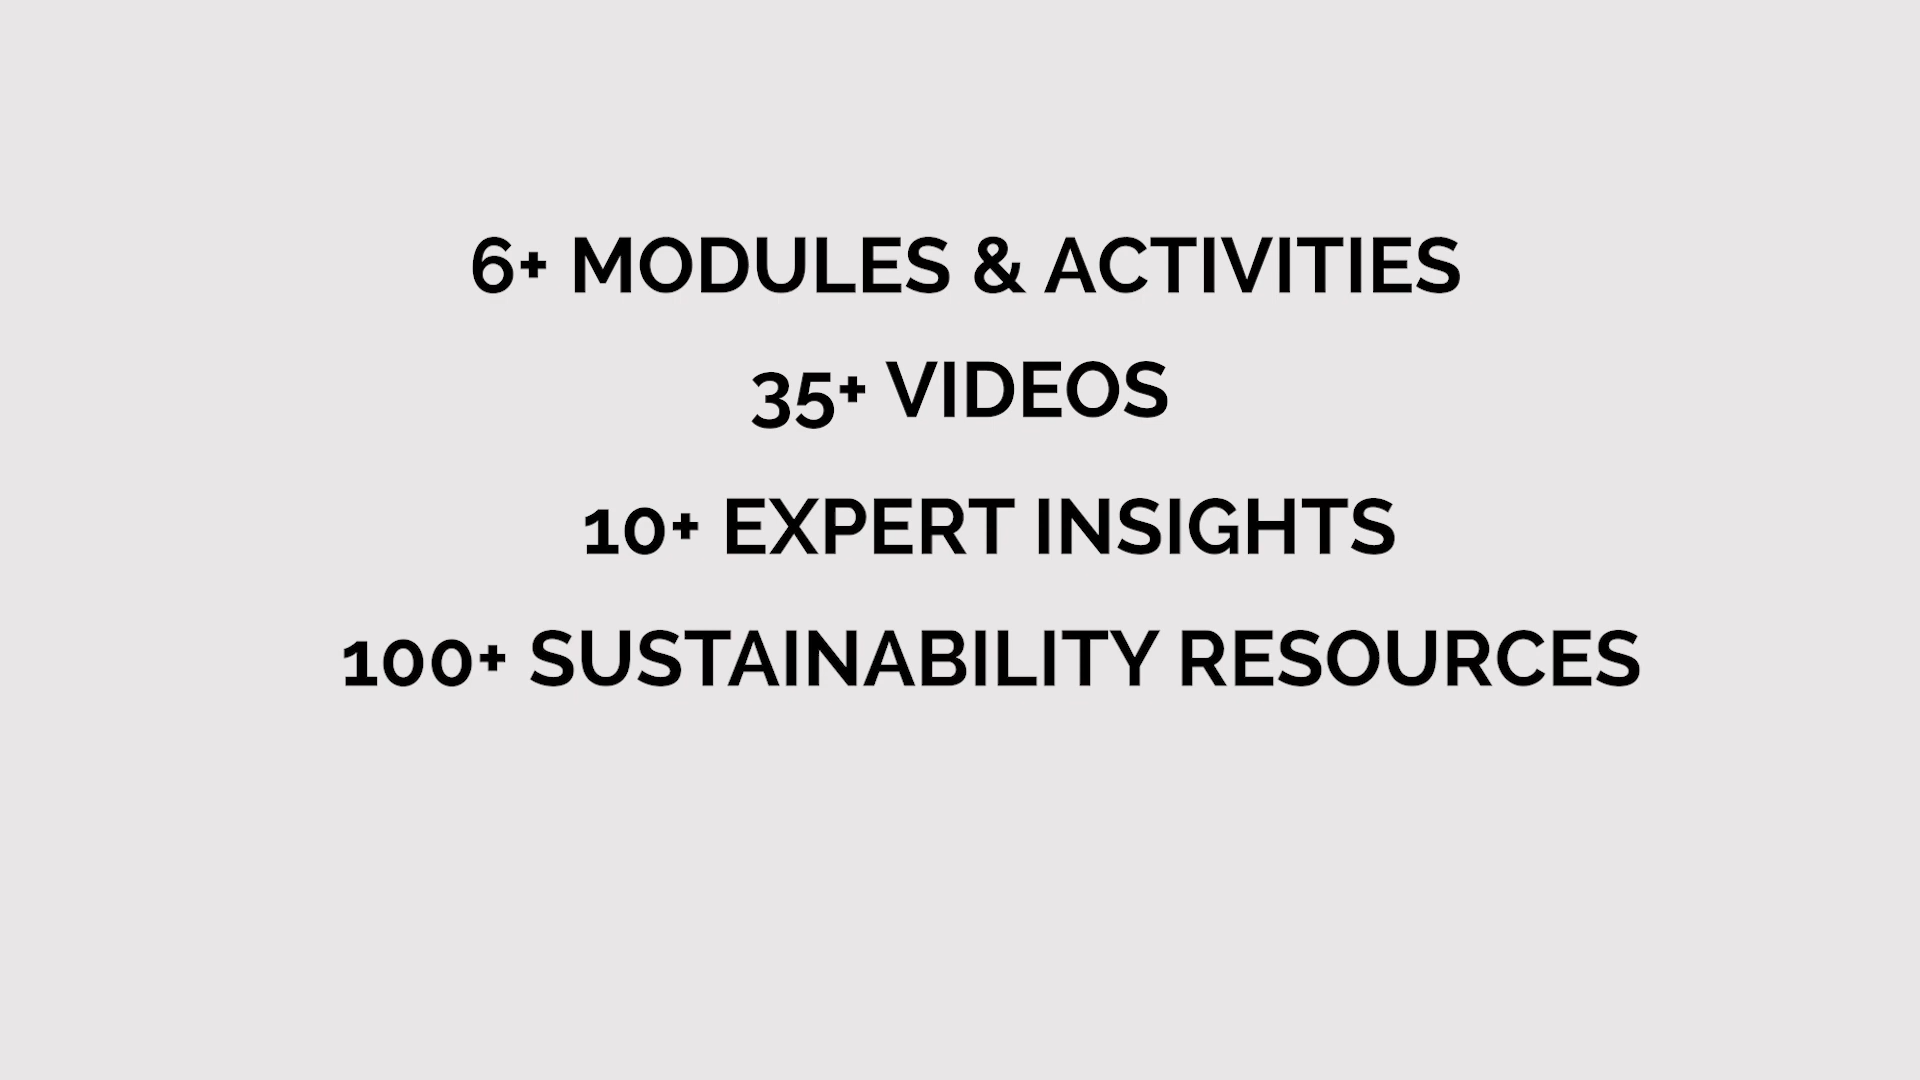 6+ MODULES & ACTIVITIES
35+ VIDEOS
10+ EXPERT INSIGHTS
100+ SUSTAINABILITY RESOURCES